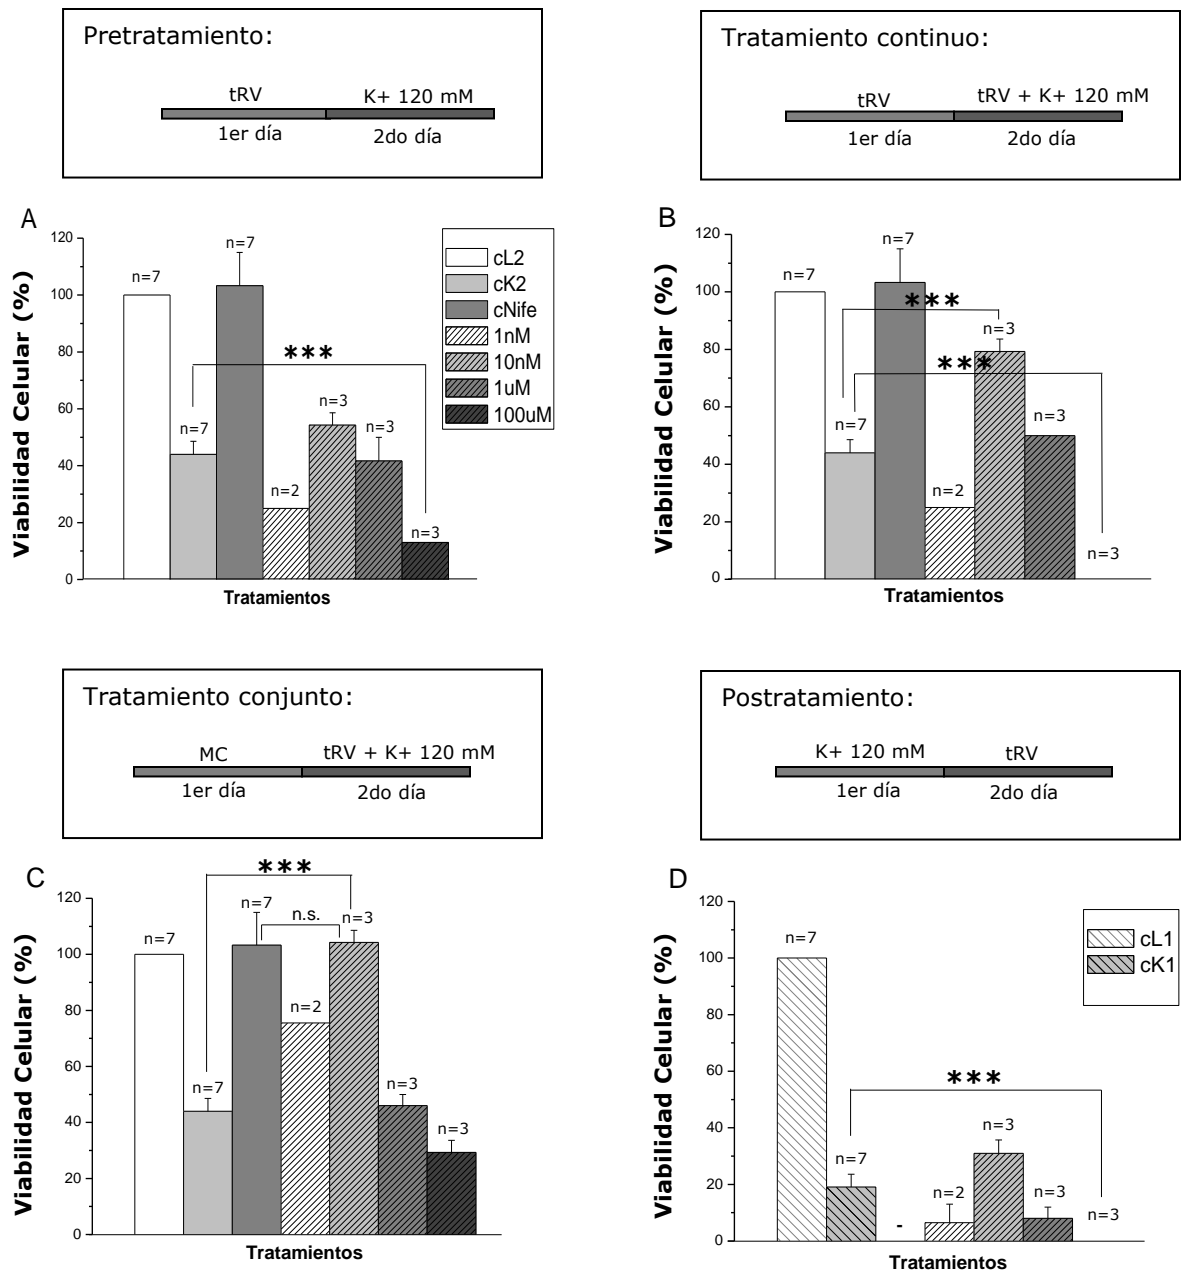 Pretratamiento:
tRV
K+ 120 mM
1er día
2do día
Tratamiento continuo:
tRV
tRV + K+ 120 mM
1er día
2do día
A
Viabilidad Celular (%)
120
100
80
60
40
20
0
n=7
n=7
n=7
n=2
n=3
n=3
n=3
***
cL2
cK2
cNife
1nM
10nM
1uM
100uM
Tratamientos
B
Viabilidad Celular (%)
120
100
80
60
40
20
0
n=7
n=7
n=7
n=2
n=3
n=3
n=3
***
***
Tratamientos
Tratamiento conjunto:
MC
tRV + K+ 120 mM
1er día
2do día
Postratamiento:
K+ 120 mM
tRV
1er día
2do día
C
Viabilidad Celular (%)
120
100
80
60
40
20
0
***
n.s.
n=7
n=7
n=7
n=2
n=3
n=3
n=3
Tratamientos
D
Viabilidad Celular (%)
120
100
80
60
40
20
0
n=7
n=7
-
n=2
n=3
n=3
n=3
***
cL1
cK1
Tratamientos